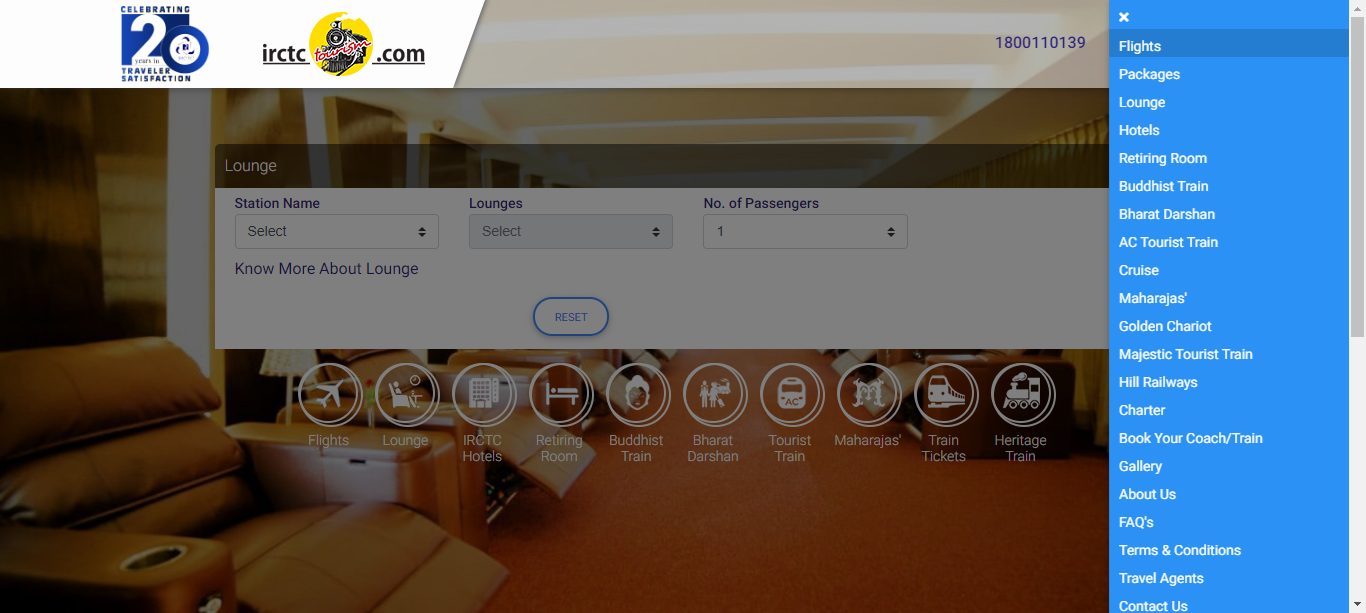 CELEBRATING
20
years in
TRAVELER
SATISFACTION
irctc tourism .com
1800110139
Lounge
Station Name
Lounges
No. of Passengers
Select
Select
1
Know More About Lounge
RESET
Flights
Lounge
IRCTC
Hotels
Retiring
Room
Buddhist
Train
Bharat
Darshan
AC
Tourist
Train
Maharajas'
Train
Tickets
Heritage
Train
×
Flights
Packages
Lounge
Hotels
Retiring Room
Buddhist Train
Bharat Darshan
AC Tourist Train
Cruise
Maharajas'
Golden Chariot
Majestic Tourist Train
Hill Railways
Charter
Book Your Coach/Train
Gallery
About Us
FAQ's
Terms & Conditions
Travel Agents
Contact Us